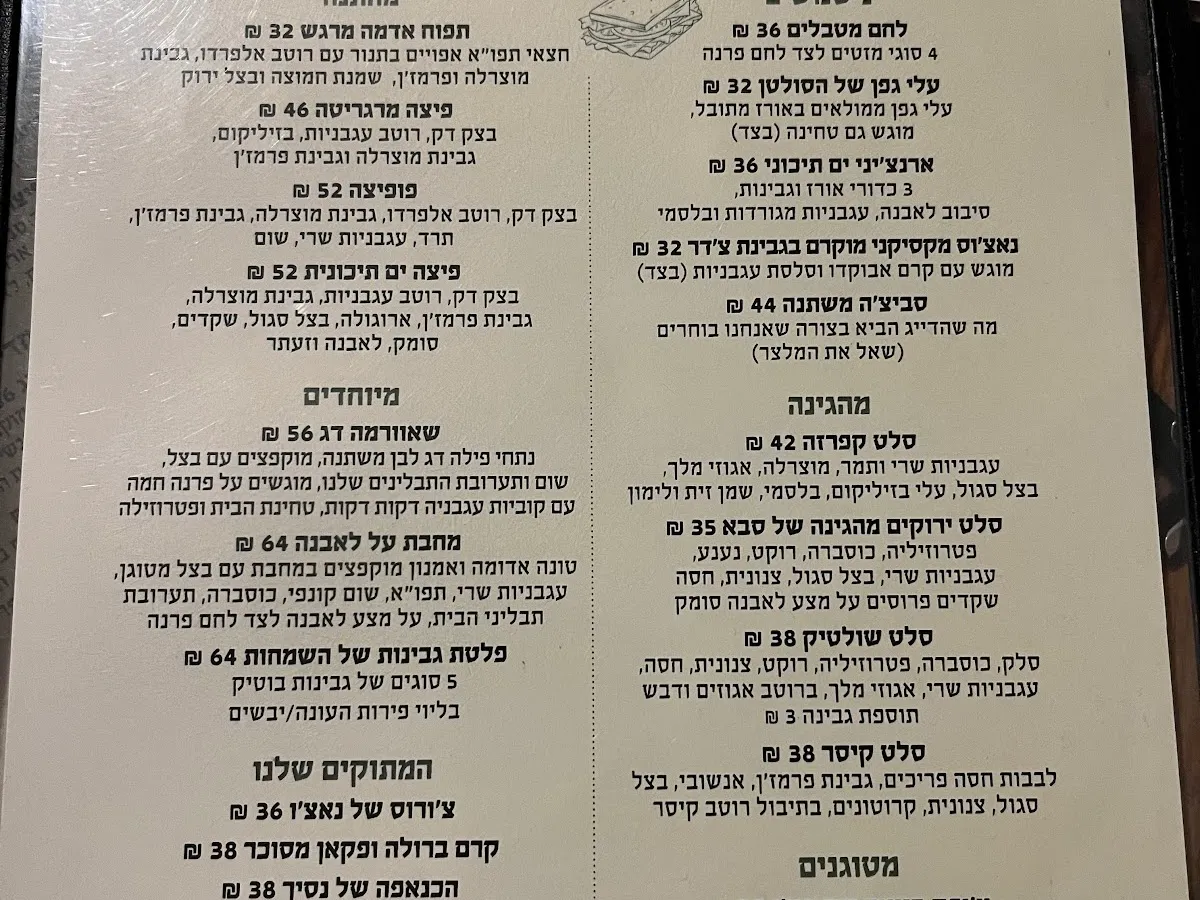 לחם מטבלים 36 ₪
4 סוגי מזטים לצד לחם פרנה
עלי גפן של הסולטן 32 ₪
עלי גפן ממולאים באורז מתובל,
מוגש גם טחינה (בצד)
ארנצ'יני ים תיכוני 36 ₪
3 כדורי אורז וגבינות,
סיבוב לאבנה, עגבניות מגורדות ובלסמי
נאצ'וס מקסיקני מוקרם בגבינת צ'דר 32 ₪
מוגש עם קרם אבוקדו וסלסת עגבניות (בצד)
סביצ'ה משתנה 44 ₪
מה שהדייג הביא בצורה שאנחנו בוחרים
(שאל את המלצר)
מהגינה
סלט קפרזה 42 ₪
עגבניות שרי ותמר, מוצרלה, אגוזי מלך,
בצל סגול, עלי בזיליקום, בלסמי, שמן זית ולימון
סלט ירוקים מהגינה של סבא 35 ₪
פטרוזיליה, כוסברה, רוקט, נענע,
עגבניות שרי, בצל סגול, צנונית, חסה
שקדים פרוסים על מצע לאבנה סומק
סלט שולטיק 38 ₪
סלק, כוסברה, פטרוזיליה, רוקט, צנונית, חסה,
עגבניות שרי, אגוזי מלך, ברוטב אגוזים ודבש
תוספת גבינה 3 ₪
סלט קיסר 38 ₪
לבבות חסה פריכים, גבינת פרמז'ן, אנשובי, בצל
סגול, צנונית, קרוטונים, בתיבול רוטב קיסר
מטוגנים
תפוח אדמה מרגש 32 ₪
חצאי תפו"א אפויים בתנור עם רוטב אלפרדו, גבינת
מוצרלה ופרמז'ן, שמנת חמוצה ובצל ירוק
פיצה מרגריטה 46 ₪
בצק דק, רוטב עגבניות, בזיליקום,
גבינת מוצרלה וגבינת פרמז'ן
פופיצה 52 ₪
בצק דק, רוטב אלפרדו, גבינת מוצרלה, גבינת פרמז'ן,
תרד, עגבניות שרי, שום
פיצה ים תיכונית 52 ₪
בצק דק, רוטב עגבניות, גבינת מוצרלה,
גבינת פרמז'ן, ארוגולה, בצל סגול, שקדים,
סומק, לאבנה וזעתר
מיוחדים
שאוורמה דג 56 ₪
נתחי פילה דג לבן משתנה, מוקפצים עם בצל,
שום ותערובת התבלינים שלנו, מוגשים על פרנה חמה
עם קוביות עגבניה דקות דקות, טחינת הבית ופטרוזילה
מחבת על לאבנה 64 ₪
טונה אדומה ואמנון מוקפצים במחבת עם בצל מטוגן,
עגבניות שרי, תפו"א, שום קונפי, כוסברה, תערובת
תבליני הבית, על מצע לאבנה לצד לחם פרנה
פלטת גבינות של השמחות 64 ₪
5 סוגים של גבינות בוטיק
בליווי פירות העונה/יבשים
המתוקים שלנו
צ'ורוס של נאצ'ו 36 ₪
קרם ברולה ופקאן מסוכר 38 ₪
הכנאפה של נסיך 38 ₪